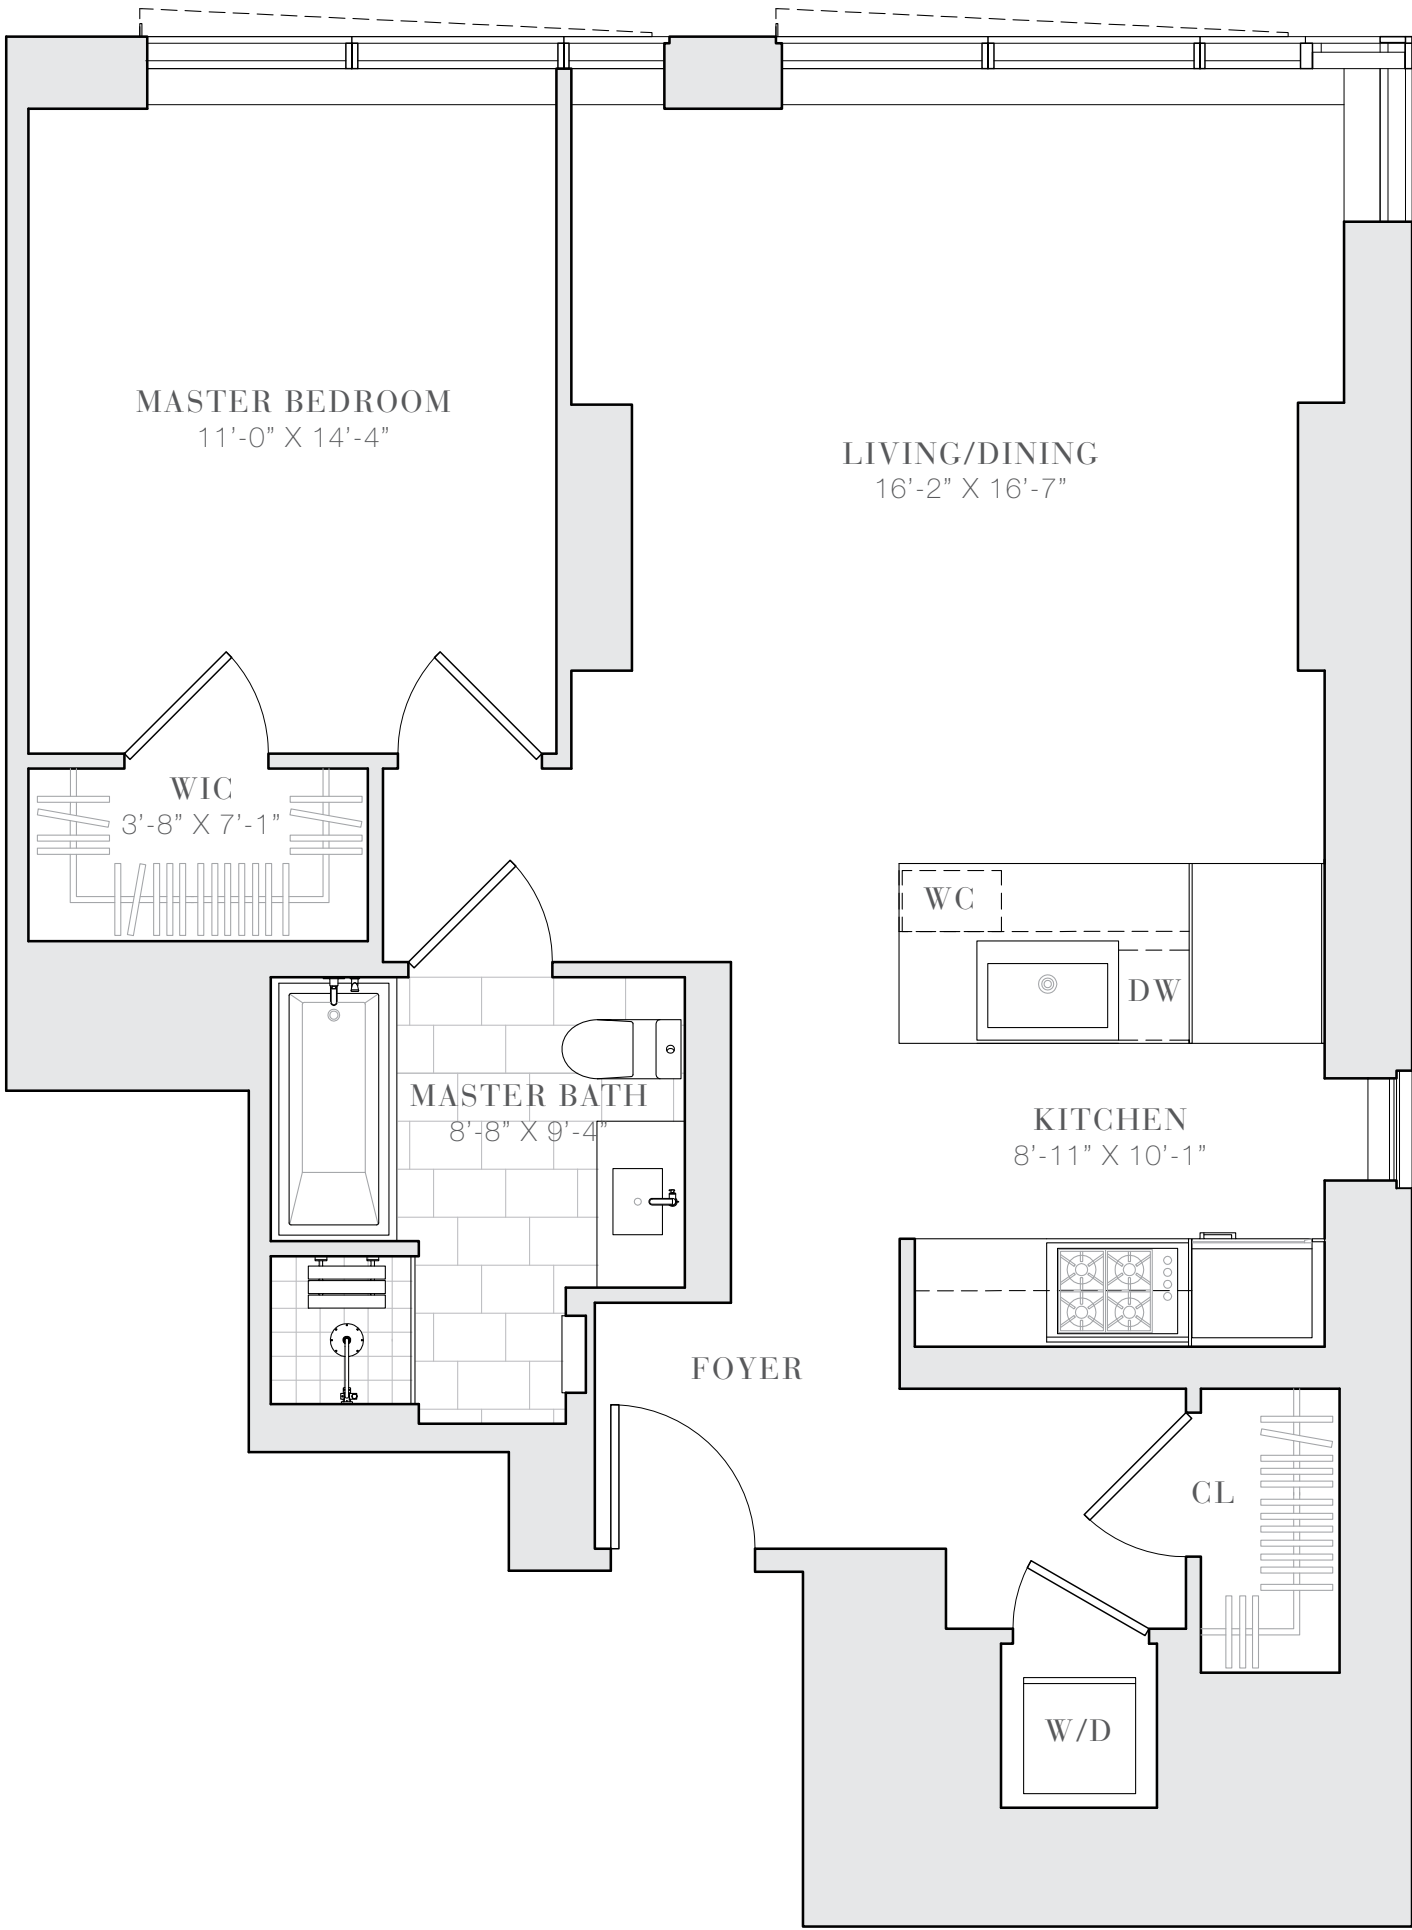 MASTER BEDROOM
11’-0” X 14’-4”
LIVING/DINING
16’-2” X 16’-7”
WIC
3’-8” X 7’-1”
WC
DW
MASTER BATH
8’-8” X 9’-4”
KITCHEN
8’-11” X 10’-1”
FOYER
CL
W/D